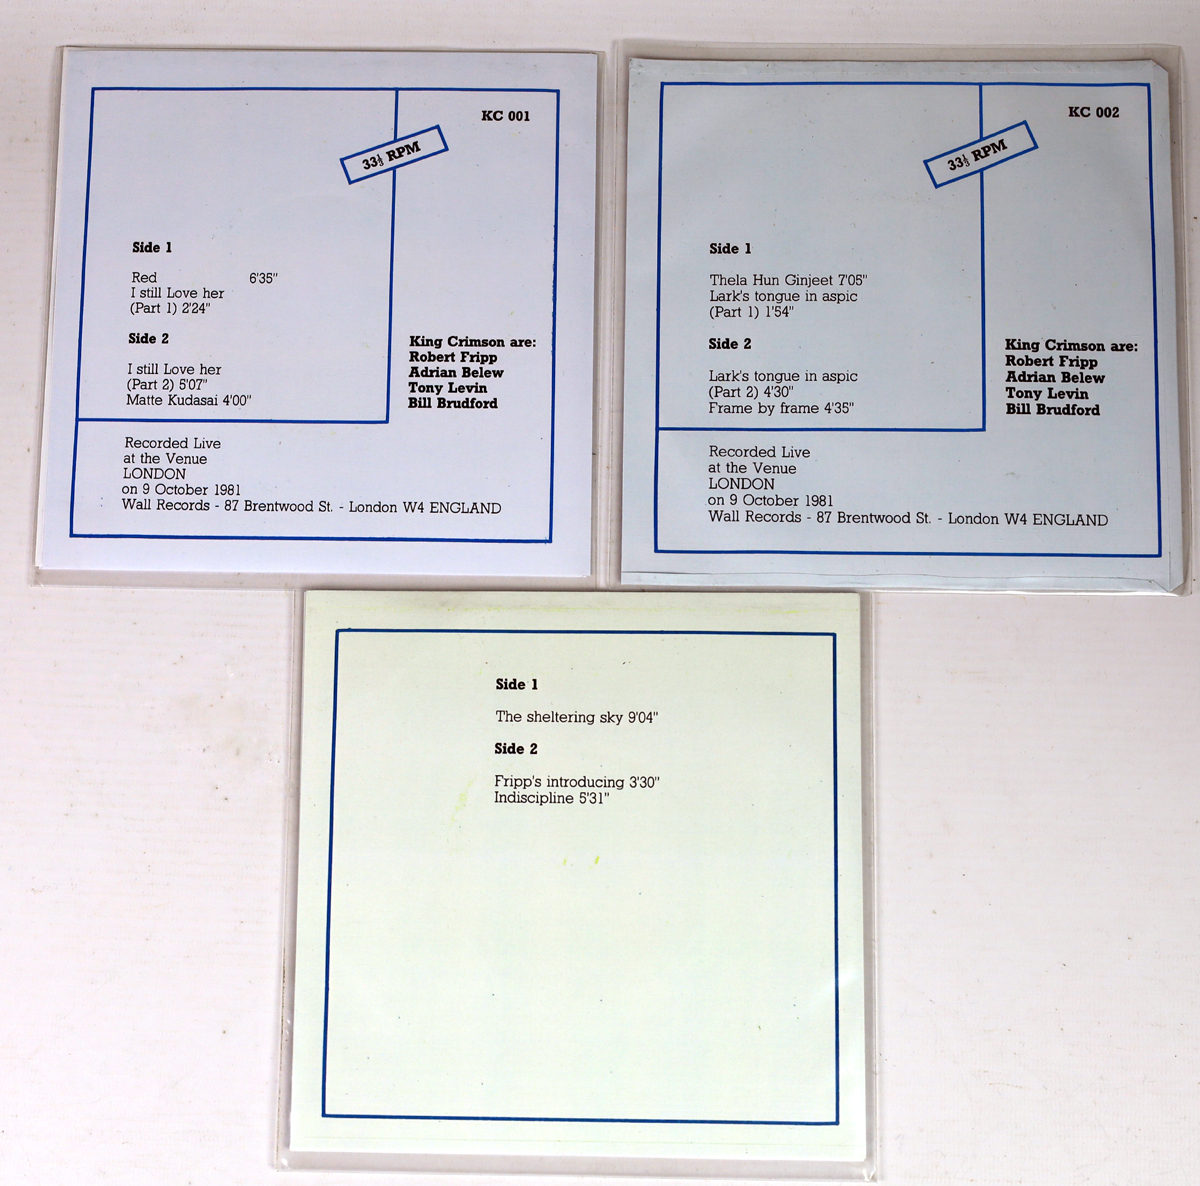 KC 001
33⅓ RPM
Side 1
Red 6'35"
I still Love her
(Part 1) 2'24"
Side 2
I still Love her
(Part 2) 5'07"
Matte Kudasai 4'00"
King Crimson are:
Robert Fripp
Adrian Belew
Tony Levin
Bill Brudford
Recorded Live
at the Venue
LONDON
on 9 October 1981
Wall Records - 87 Brentwood St. - London W4 ENGLAND
KC 002
33⅓ RPM
Side 1
Thela Hun Ginjeet 7'05"
Lark's tongue in aspic
(Part 1) 1'54"
Side 2
Lark's tongue in aspic
(Part 2) 4'30"
Frame by frame 4'35"
King Crimson are:
Robert Fripp
Adrian Belew
Tony Levin
Bill Brudford
Recorded Live
at the Venue
LONDON
on 9 October 1981
Wall Records - 87 Brentwood St. - London W4 ENGLAND
Side 1
The sheltering sky 9'04"
Side 2
Fripp's introducing 3'30"
Indiscipline 5'31"